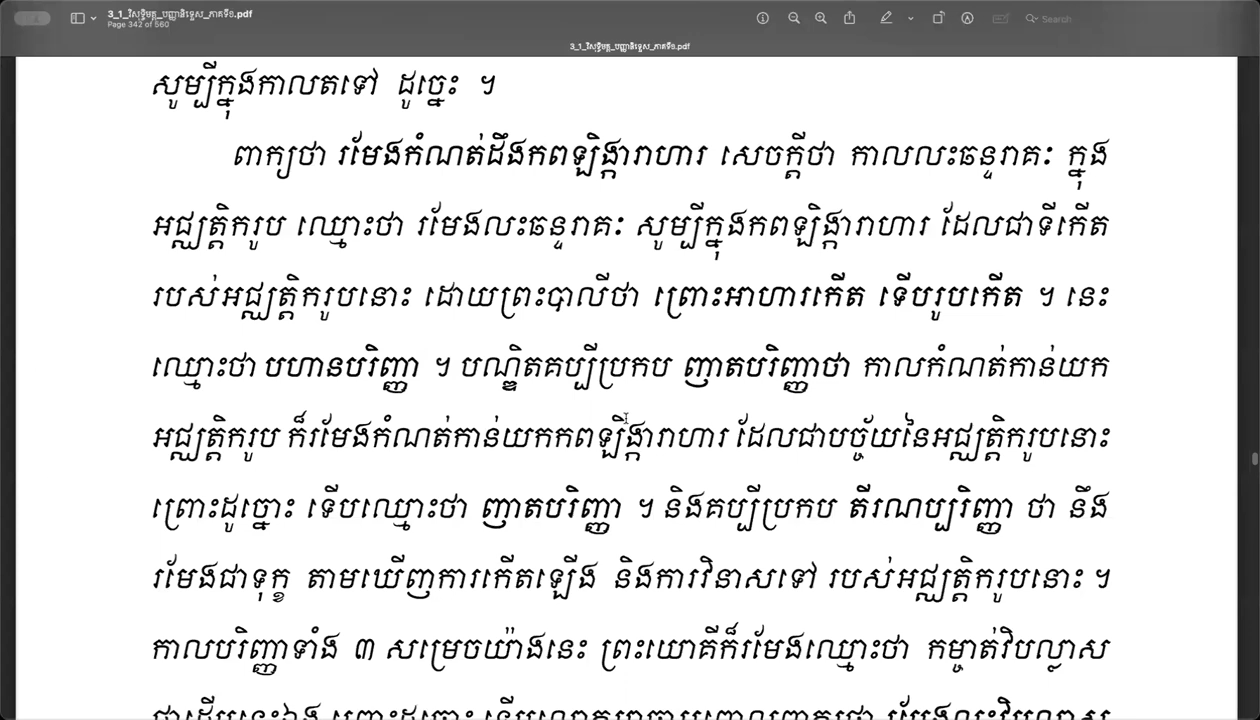 3_1_វិសុទ្ធិមគ្គ_បញ្ញានិទ្ទេស_ភាគទី៥.pdf
Page 342 of 560
Search
3_1_វិសុទ្ធិមគ្គ_បញ្ញានិទ្ទេស_ភាគទី៥.pdf
សូម្បីក្នុងកាលតទៅ ដូច្នេះ ។
ពាក្យថា រមែងកំណត់ដឹងកពឡិង្ការាហារ សេចក្តីថា កាលលះឆន្ទរាគៈ ក្នុង
អជ្ឈត្តិករូប ឈ្មោះថា រមែងលះឆន្ទរាគៈ សូម្បីក្នុងកពឡិង្ការាហារ ដែលជាទីកើត
របស់អជ្ឈត្តិករូបនោះ ដោយព្រះបាលីថា ព្រោះអាហារកើត ទើបរូបកើត ។ នេះ
ឈ្មោះថា បហានបរិញ្ញា ។ បណ្ឌិតគប្បីប្រកប ញាតបរិញ្ញាថា កាលកំណត់កាន់យក
អជ្ឈត្តិករូប ក៏រមែងកំណត់កាន់យកកពឡិង្ការាហារ ដែលជាបច្ច័យនៃអជ្ឈត្តិករូបនោះ
ព្រោះដូច្នោះ ទើបឈ្មោះថា ញាតបរិញ្ញា ។ និងគប្បីប្រកប តីរណប្បរិញ្ញា ថា នឹង
រមែងជាទុក្ខ តាមឃើញការកើតឡើង និងការវិនាសទៅ របស់អជ្ឈត្តិករូបនោះ ។
កាលបរិញ្ញាទាំង ៣ សម្រេចយ៉ាងនេះ ព្រះយោគីក៏រមែងឈ្មោះថា កម្ចាត់វិបល្លាស